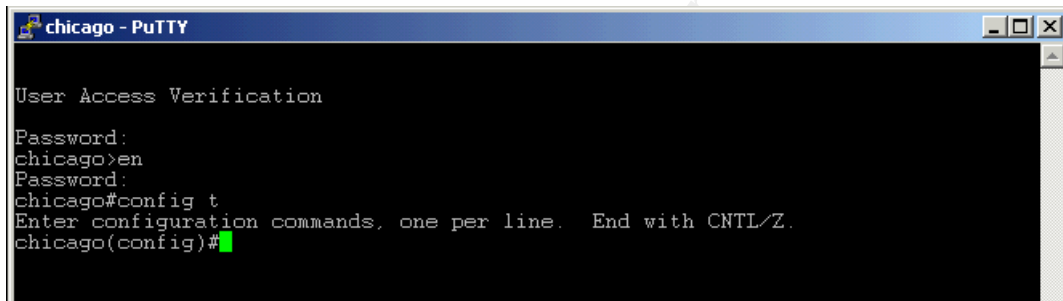 chicago - PuTTY
User Access Verification
Password:
chicago>en
Password:
chicago#config t
Enter configuration commands, one per line.  End with CNTL/Z.
chicago(config)#